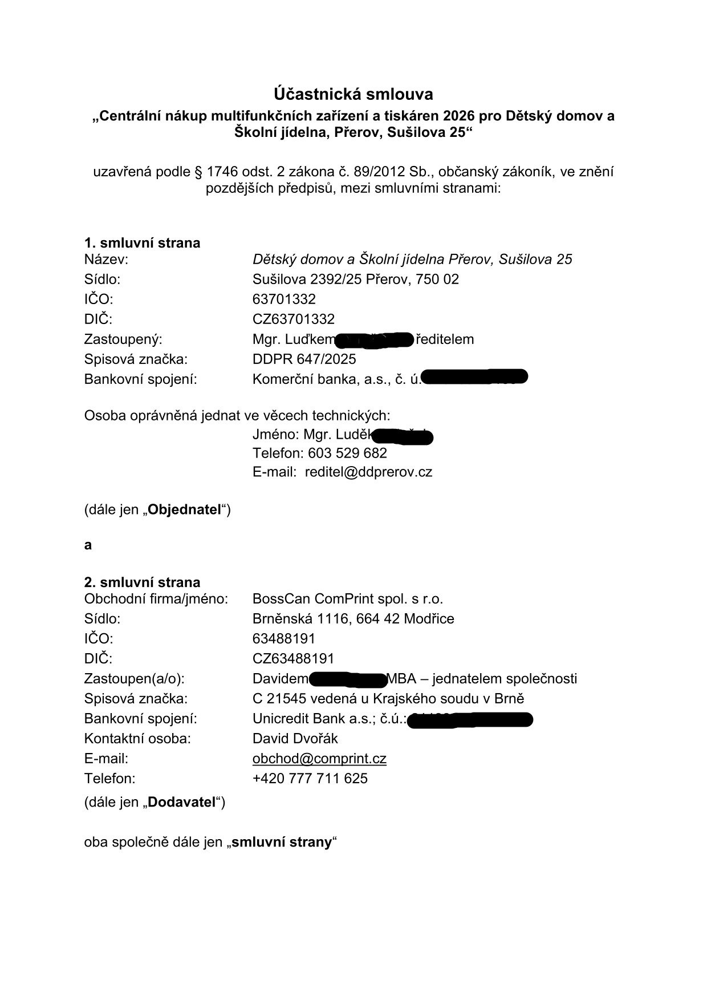 Účastnická smlouva
„Centrální nákup multifunkčních zařízení a tiskáren 2026 pro Dětský domov a
Školní jídelna, Přerov, Sušilova 25“
uzavřená podle § 1746 odst. 2 zákona č. 89/2012 Sb., občanský zákoník, ve znění
pozdějších předpisů, mezi smluvními stranami:
1. smluvní strana
Název: Dětský domov a Školní jídelna Přerov, Sušilova 25
Sídlo: Sušilova 2392/25 Přerov, 750 02
IČO: 63701332
DIČ: CZ63701332
Zastoupený: Mgr. Luďkem ředitelem
Spisová značka: DDPR 647/2025
Bankovní spojení: Komerční banka, a.s., č. ú.
Osoba oprávněná jednat ve věcech technických:
Jméno: Mgr. Luděk
Telefon: 603 529 682
E-mail: reditel@ddprerov.cz
(dále jen „Objednatel“)
a
2. smluvní strana
Obchodní firma/jméno: BossCan ComPrint spol. s r.o.
Sídlo: Brněnská 1116, 664 42 Modřice
IČO: 63488191
DIČ: CZ63488191
Zastoupen(a/o): Davidem MBA – jednatelem společnosti
Spisová značka: C 21545 vedená u Krajského soudu v Brně
Bankovní spojení: Unicredit Bank a.s.; č.ú.:
Kontaktní osoba: David Dvořák
E-mail: obchod@comprint.cz
Telefon: +420 777 711 625
(dále jen „Dodavatel“)
oba společně dále jen „smluvní strany“